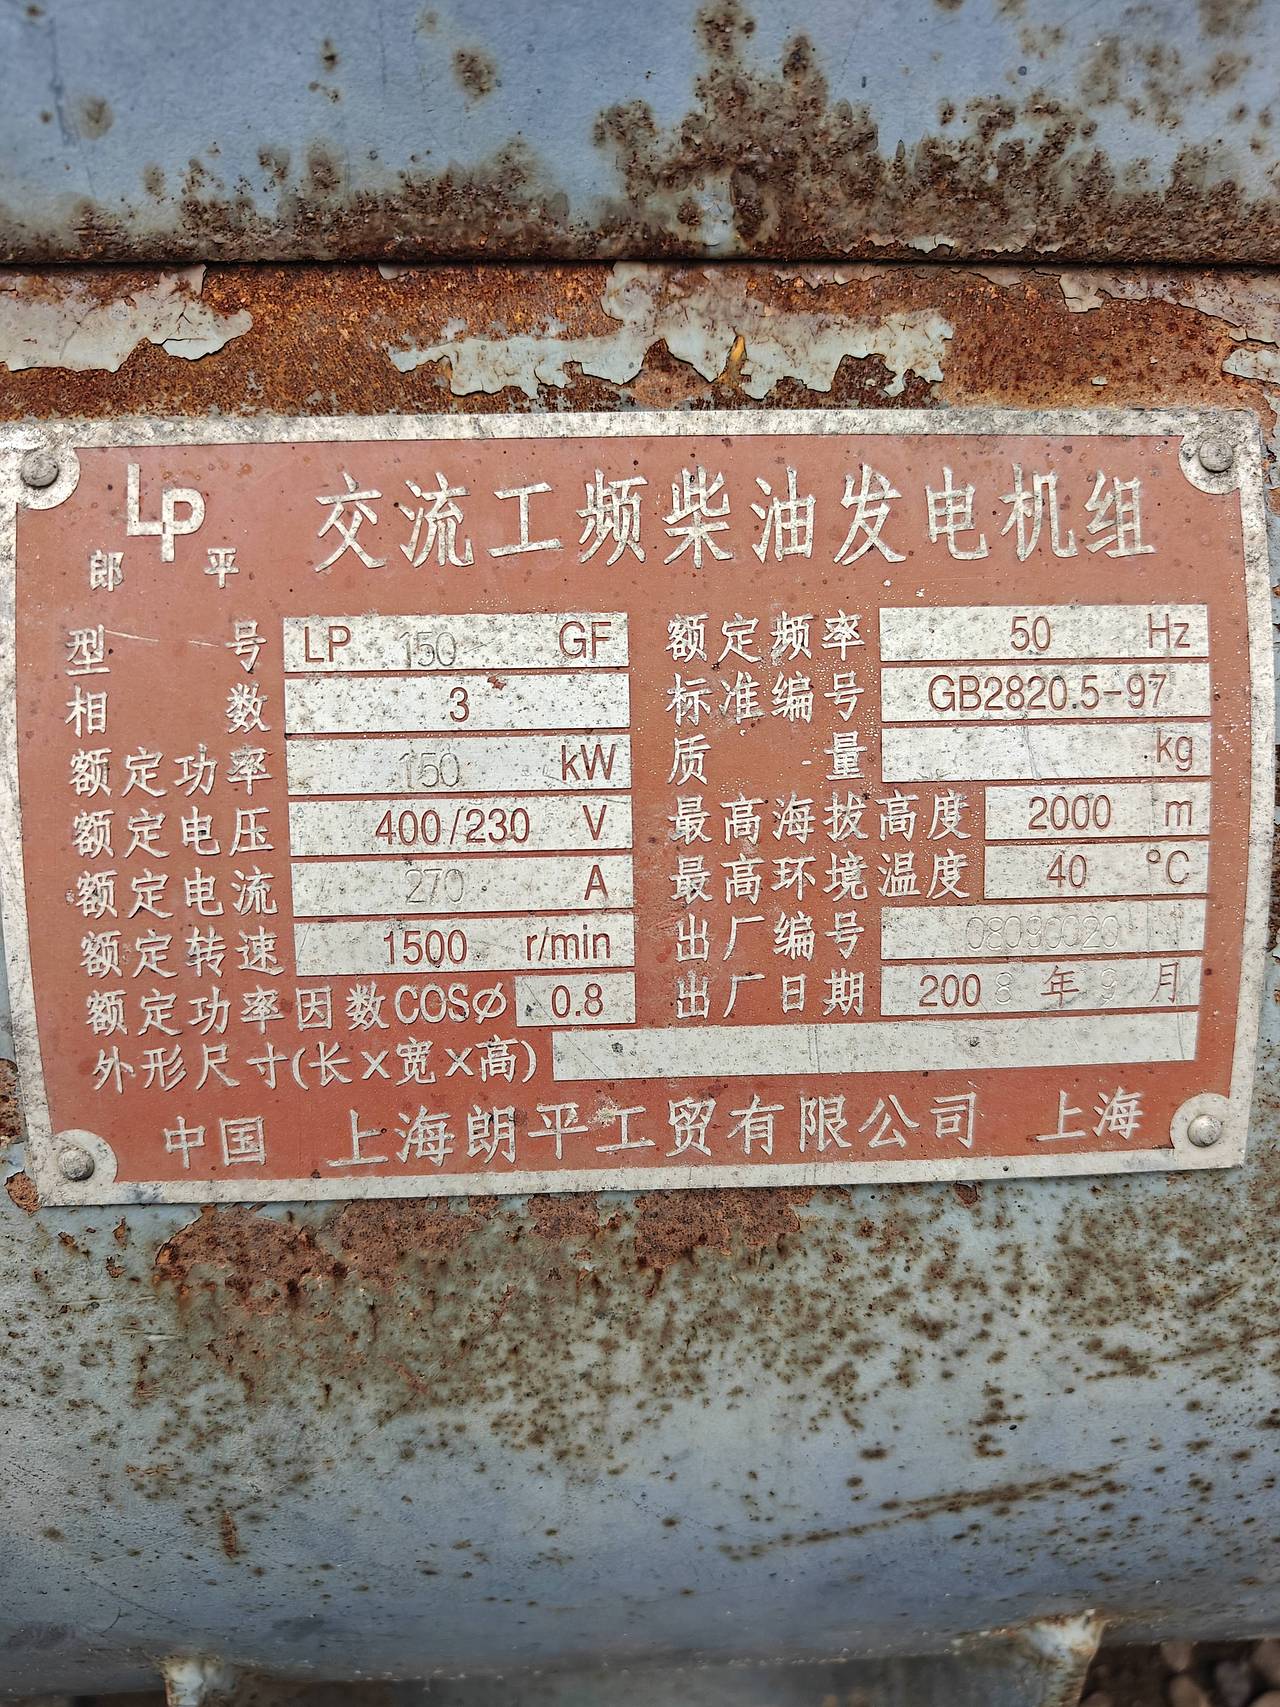 LP
郎平
交流工频柴油发电机组
型号 LP 150 GF
相数 3
额定功率 150 kW
额定电压 400/230 V
额定电流 270 A
额定转速 1500 r/min
额定功率因数COSØ 0.8
外形尺寸(长×宽×高)
额定频率 50 Hz
标准编号 GB2820.5-97
质量 kg
最高海拔高度 2000 m
最高环境温度 40 °C
出厂编号 08090020
出厂日期 2008年9月
中国 上海朗平工贸有限公司 上海